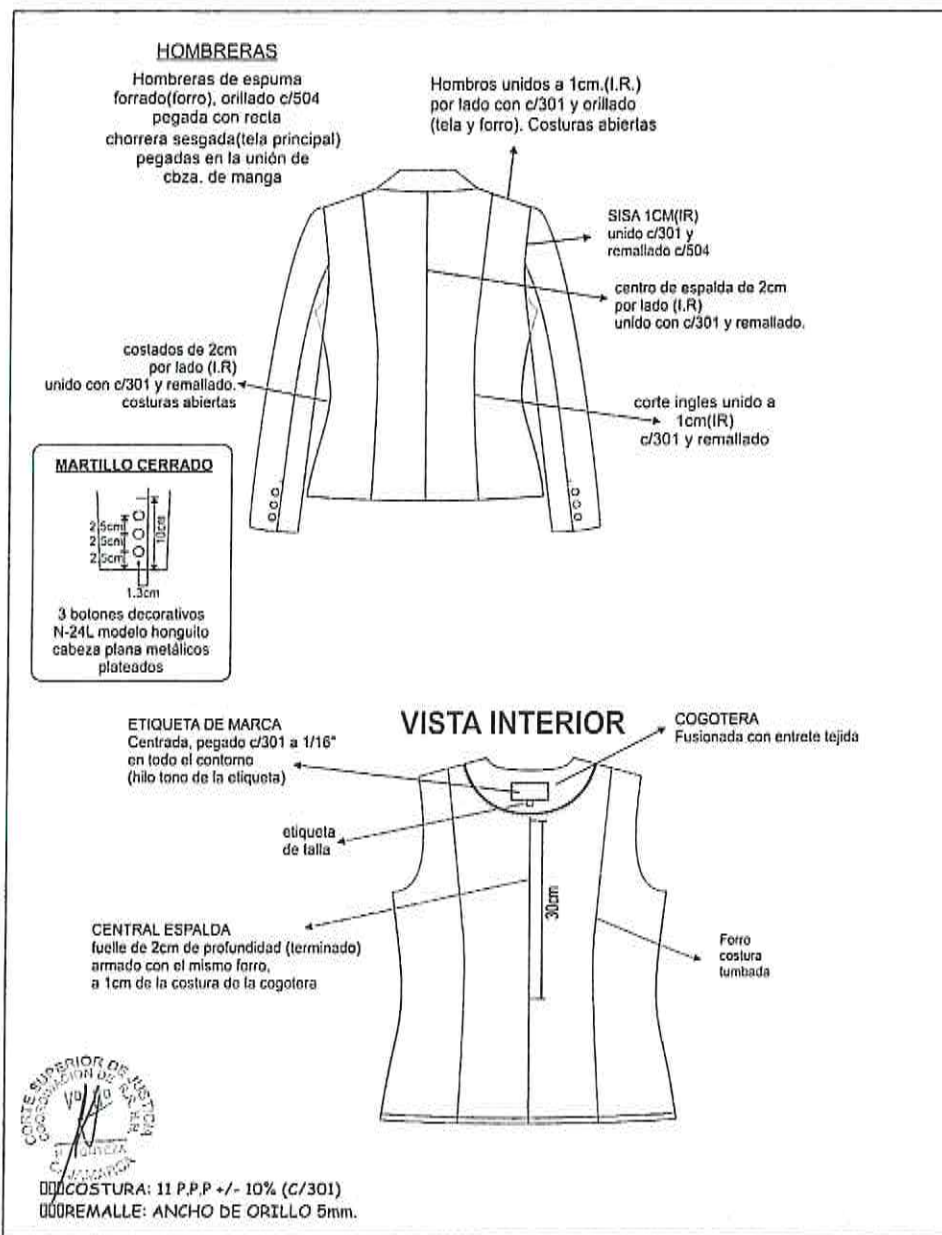 HOMBRERAS
Hombreras de espuma
forrado(forro), orillado c/504
pegada con recta
chorrera sesgada(tela principal)
pegadas en la unión de
cbza. de manga
Hombros unidos a 1cm.(I.R.)
por lado con c/301 y orillado
(tela y forro). Costuras abiertas
SISA 1CM(IR)
unido c/301 y
remallado c/504
centro de espalda de 2cm
por lado (I.R)
unido con c/301 y remallado.
costados de 2cm
por lado (I.R)
unido con c/301 y remallado.
costuras abiertas
corte ingles unido a
1cm(IR)
c/301 y remallado
MARTILLO CERRADO
2.5cm
2.5cm
2.5cm
10cm
1.3cm
3 botones decorativos
N-24L modelo honguito
cabeza plana metálicos
plateados
VISTA INTERIOR
ETIQUETA DE MARCA
Centrada, pegado c/301 a 1/16"
en todo el contorno
(hilo tono de la etiqueta)
COGOTERA
Fusionada con entrete tejida
etiqueta
de talla
30cm
CENTRAL ESPALDA
fuelle de 2cm de profundidad (terminado)
armado con el mismo forro,
a 1cm de la costura de la cogotera
Forro
costura
tumbada
CORTE SUPERIOR DE JUSTICIA
COORDINACION DE R.R. H.H.
CAJAMARCA
COSTURA: 11 P.P.P +/- 10% (C/301)
REMALLE: ANCHO DE ORILLO 5mm.